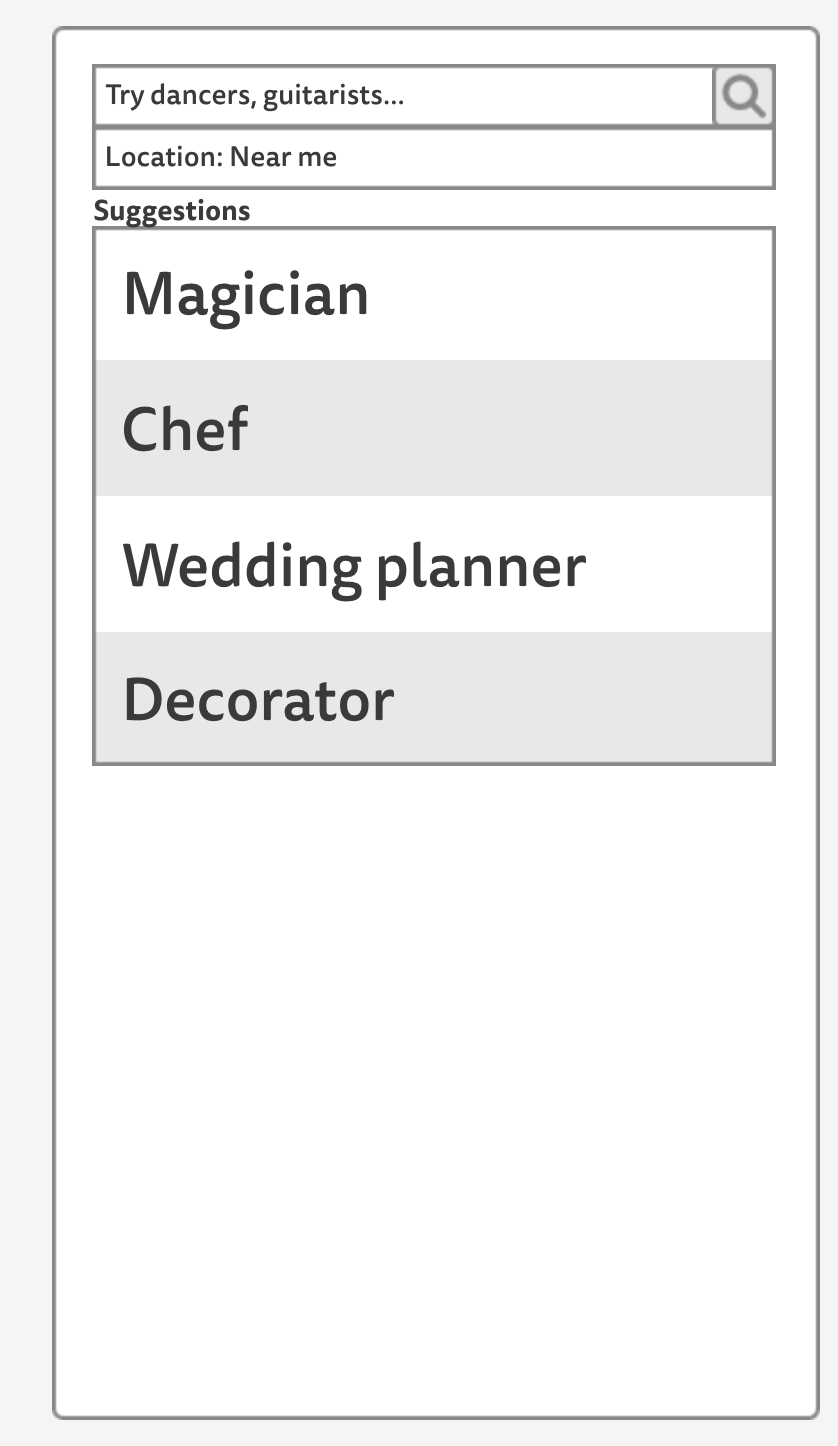 Try dancers, guitarists...
Location: Near me
Suggestions
Magician
Chef
Wedding planner
Decorator